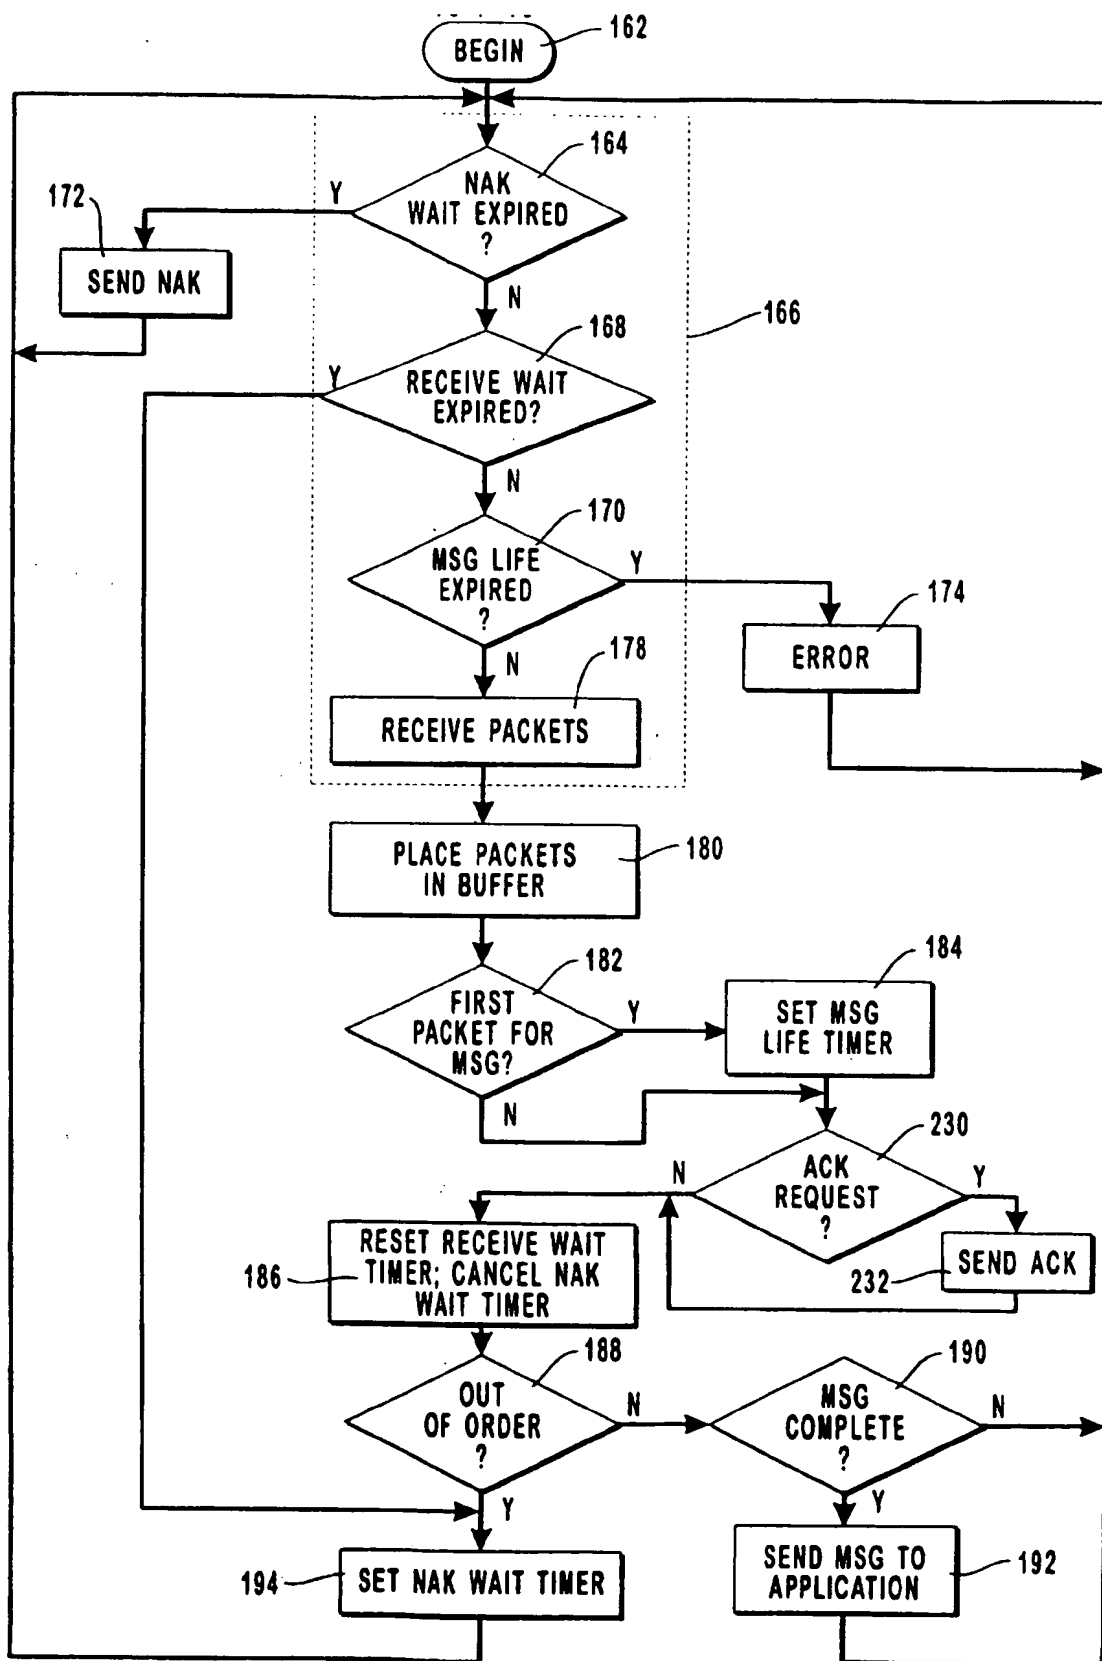 BEGIN
162
164
NAK
WAIT EXPIRED
?
Y
172
SEND NAK
N
166
168
Y
RECEIVE WAIT
EXPIRED?
N
170
MSG LIFE
EXPIRED
?
Y
174
ERROR
N
178
RECEIVE PACKETS
PLACE PACKETS
IN BUFFER
180
182
FIRST
PACKET FOR
MSG?
Y
184
SET MSG
LIFE TIMER
N
230
ACK
REQUEST
?
N
Y
SEND ACK
232
RESET RECEIVE WAIT
TIMER; CANCEL NAK
WAIT TIMER
186
188
OUT
OF ORDER
?
N
190
MSG
COMPLETE
?
N
Y
Y
194
SET NAK WAIT TIMER
SEND MSG TO
APPLICATION
192